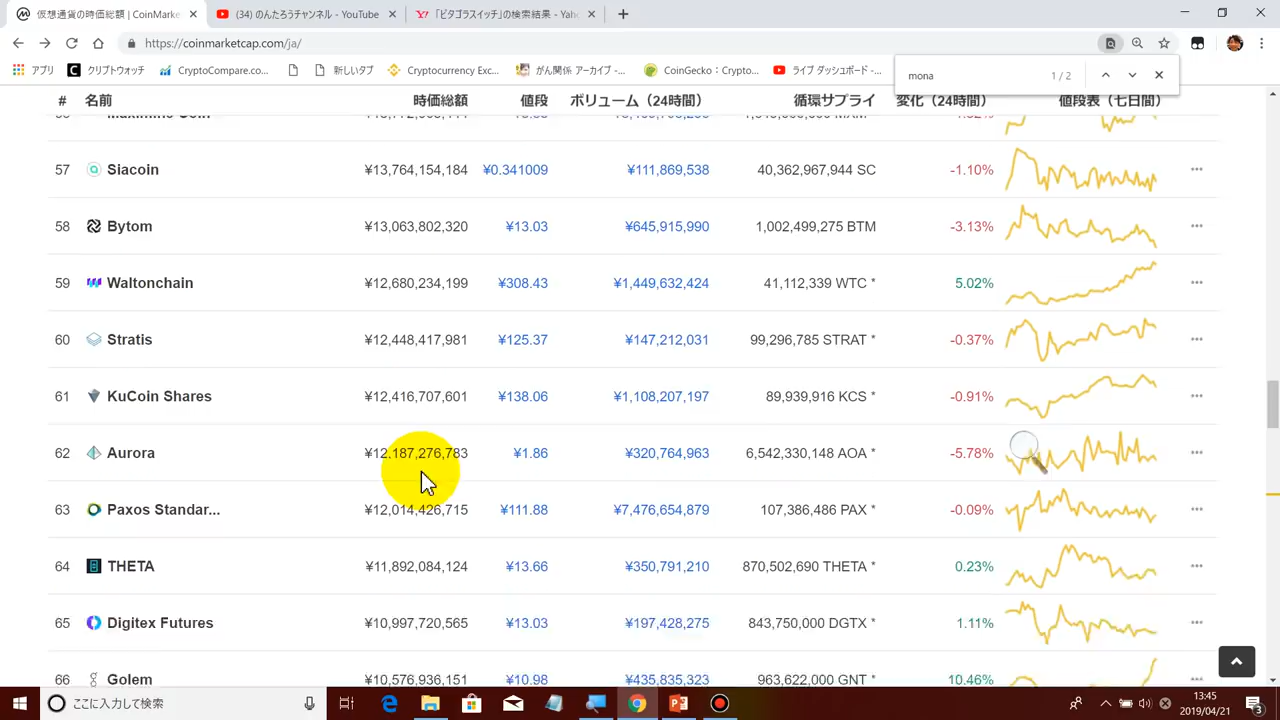 仮想通貨の時価総額 | CoinMarke
(34) のんたろうチャンネル - YouTube
「ピタゴラスイッチ」の検索結果 - Yah
https://coinmarketcap.com/ja/
アプリ
クリプトウォッチ
CryptoCompare.co...
新しいタブ
Cryptocurrency Exc...
がん関係 アーカイブ -...
CoinGecko: Crypto...
ライブ ダッシュボード -...
mona 1 / 2
# 名前 時価総額 値段 ボリューム (24時間) 循環サプライ 変化 (24時間) 値段表 (七日間)
57 Siacoin ¥13,764,154,184 ¥0.341009 ¥111,869,538 40,362,967,944 SC -1.10%
58 Bytom ¥13,063,802,320 ¥13.03 ¥645,915,990 1,002,499,275 BTM -3.13%
59 Waltonchain ¥12,680,234,199 ¥308.43 ¥1,449,632,424 41,112,339 WTC * 5.02%
60 Stratis ¥12,448,417,981 ¥125.37 ¥147,212,031 99,296,785 STRAT * -0.37%
61 KuCoin Shares ¥12,416,707,601 ¥138.06 ¥1,108,207,197 89,939,916 KCS * -0.91%
62 Aurora ¥12,187,276,783 ¥1.86 ¥320,764,963 6,542,330,148 AOA * -5.78%
63 Paxos Standar... ¥12,014,426,715 ¥111.88 ¥7,476,654,879 107,386,486 PAX * -0.09%
64 THETA ¥11,892,084,124 ¥13.66 ¥350,791,210 870,502,690 THETA * 0.23%
65 Digitex Futures ¥10,997,720,565 ¥13.03 ¥197,428,275 843,750,000 DGTX * 1.11%
66 Golem ¥10,576,936,151 ¥10.98 ¥435,835,323 963,622,000 GNT * 10.46%
ここに入力して検索
13:45
2019/04/21
3